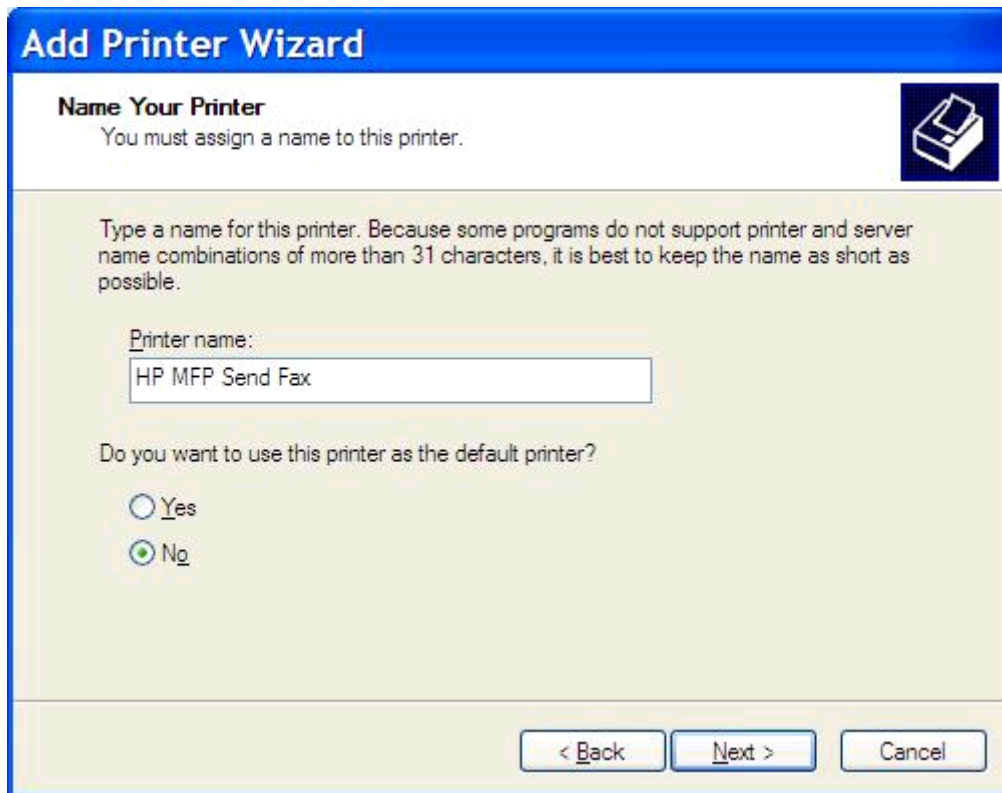 Add Printer Wizard
Name Your Printer
You must assign a name to this printer.
Type a name for this printer. Because some programs do not support printer and server
name combinations of more than 31 characters, it is best to keep the name as short as
possible.
Printer name:
HP MFP Send Fax
Do you want to use this printer as the default printer?
Yes
No
< Back Next > Cancel